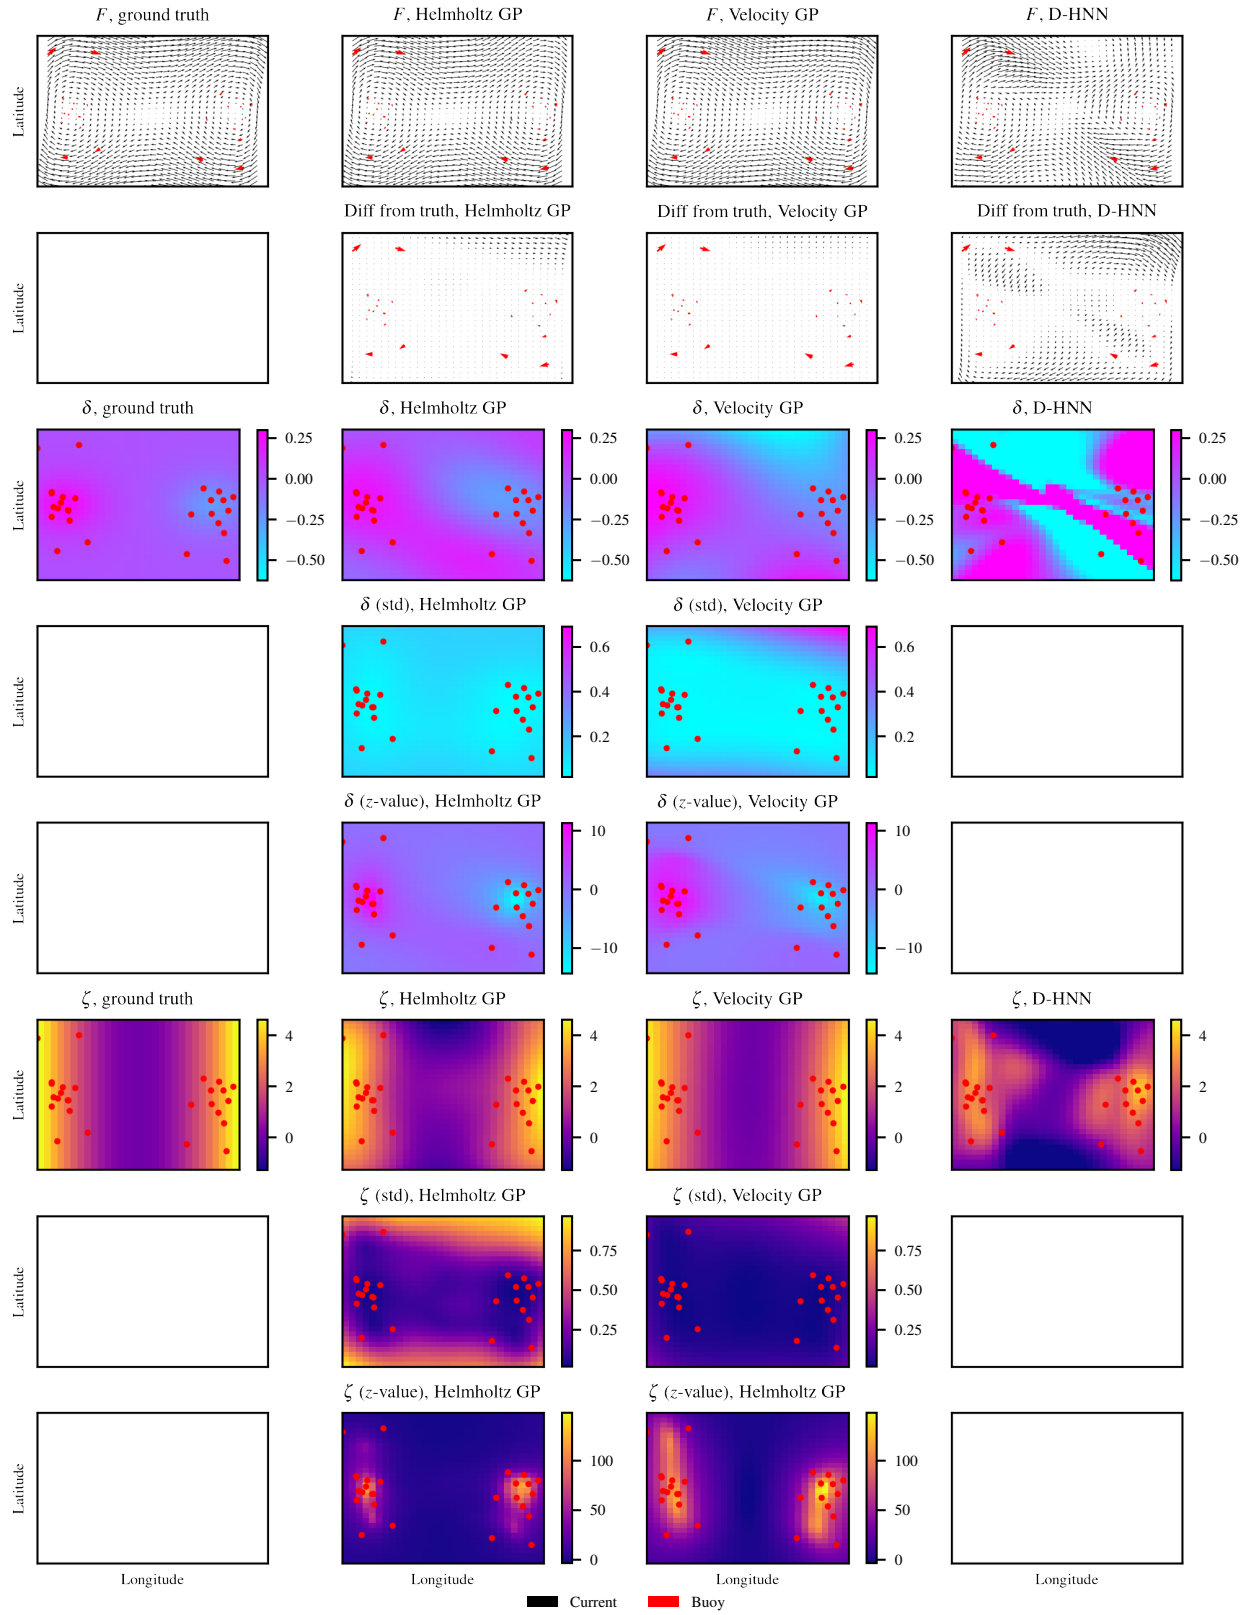 F, ground truth
F, Helmholtz GP
F, Velocity GP
F, D-HNN
Latitude
Diff from truth, Helmholtz GP
Diff from truth, Velocity GP
Diff from truth, D-HNN
Latitude
δ, ground truth
δ, Helmholtz GP
δ, Velocity GP
δ, D-HNN
Latitude
0.25
0.00
−0.25
−0.50
0.25
0.00
−0.25
−0.50
0.25
0.00
−0.25
−0.50
0.25
0.00
−0.25
−0.50
δ (std), Helmholtz GP
δ (std), Velocity GP
Latitude
0.6
0.4
0.2
0.6
0.4
0.2
δ (z-value), Helmholtz GP
δ (z-value), Velocity GP
Latitude
10
0
−10
10
0
−10
ζ, ground truth
ζ, Helmholtz GP
ζ, Velocity GP
ζ, D-HNN
Latitude
4
2
0
4
2
0
4
2
0
4
2
0
ζ (std), Helmholtz GP
ζ (std), Velocity GP
Latitude
0.75
0.50
0.25
0.75
0.50
0.25
ζ (z-value), Helmholtz GP
ζ (z-value), Helmholtz GP
Latitude
100
50
0
100
50
0
Longitude
Longitude
Longitude
Longitude
Current
Buoy